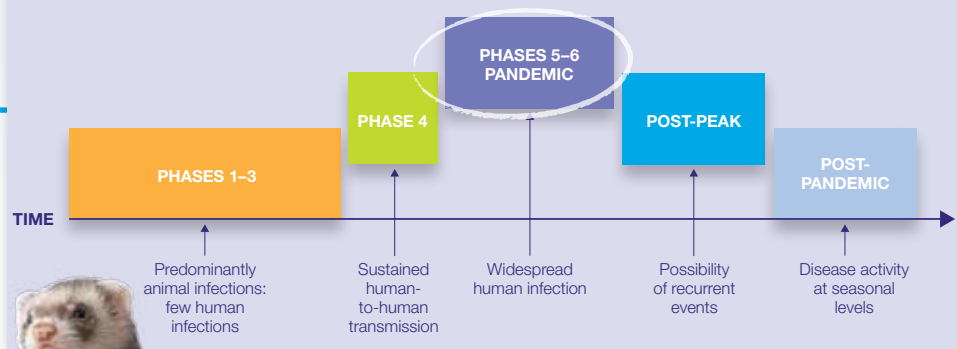 PHASES 5–6
PANDEMIC
PHASE 4
POST-PEAK
PHASES 1–3
POST-
PANDEMIC
TIME
Predominantly
animal infections:
few human
infections
Sustained
human-
to-human
transmission
Widespread
human infection
Possibility
of recurrent
events
Disease activity
at seasonal
levels